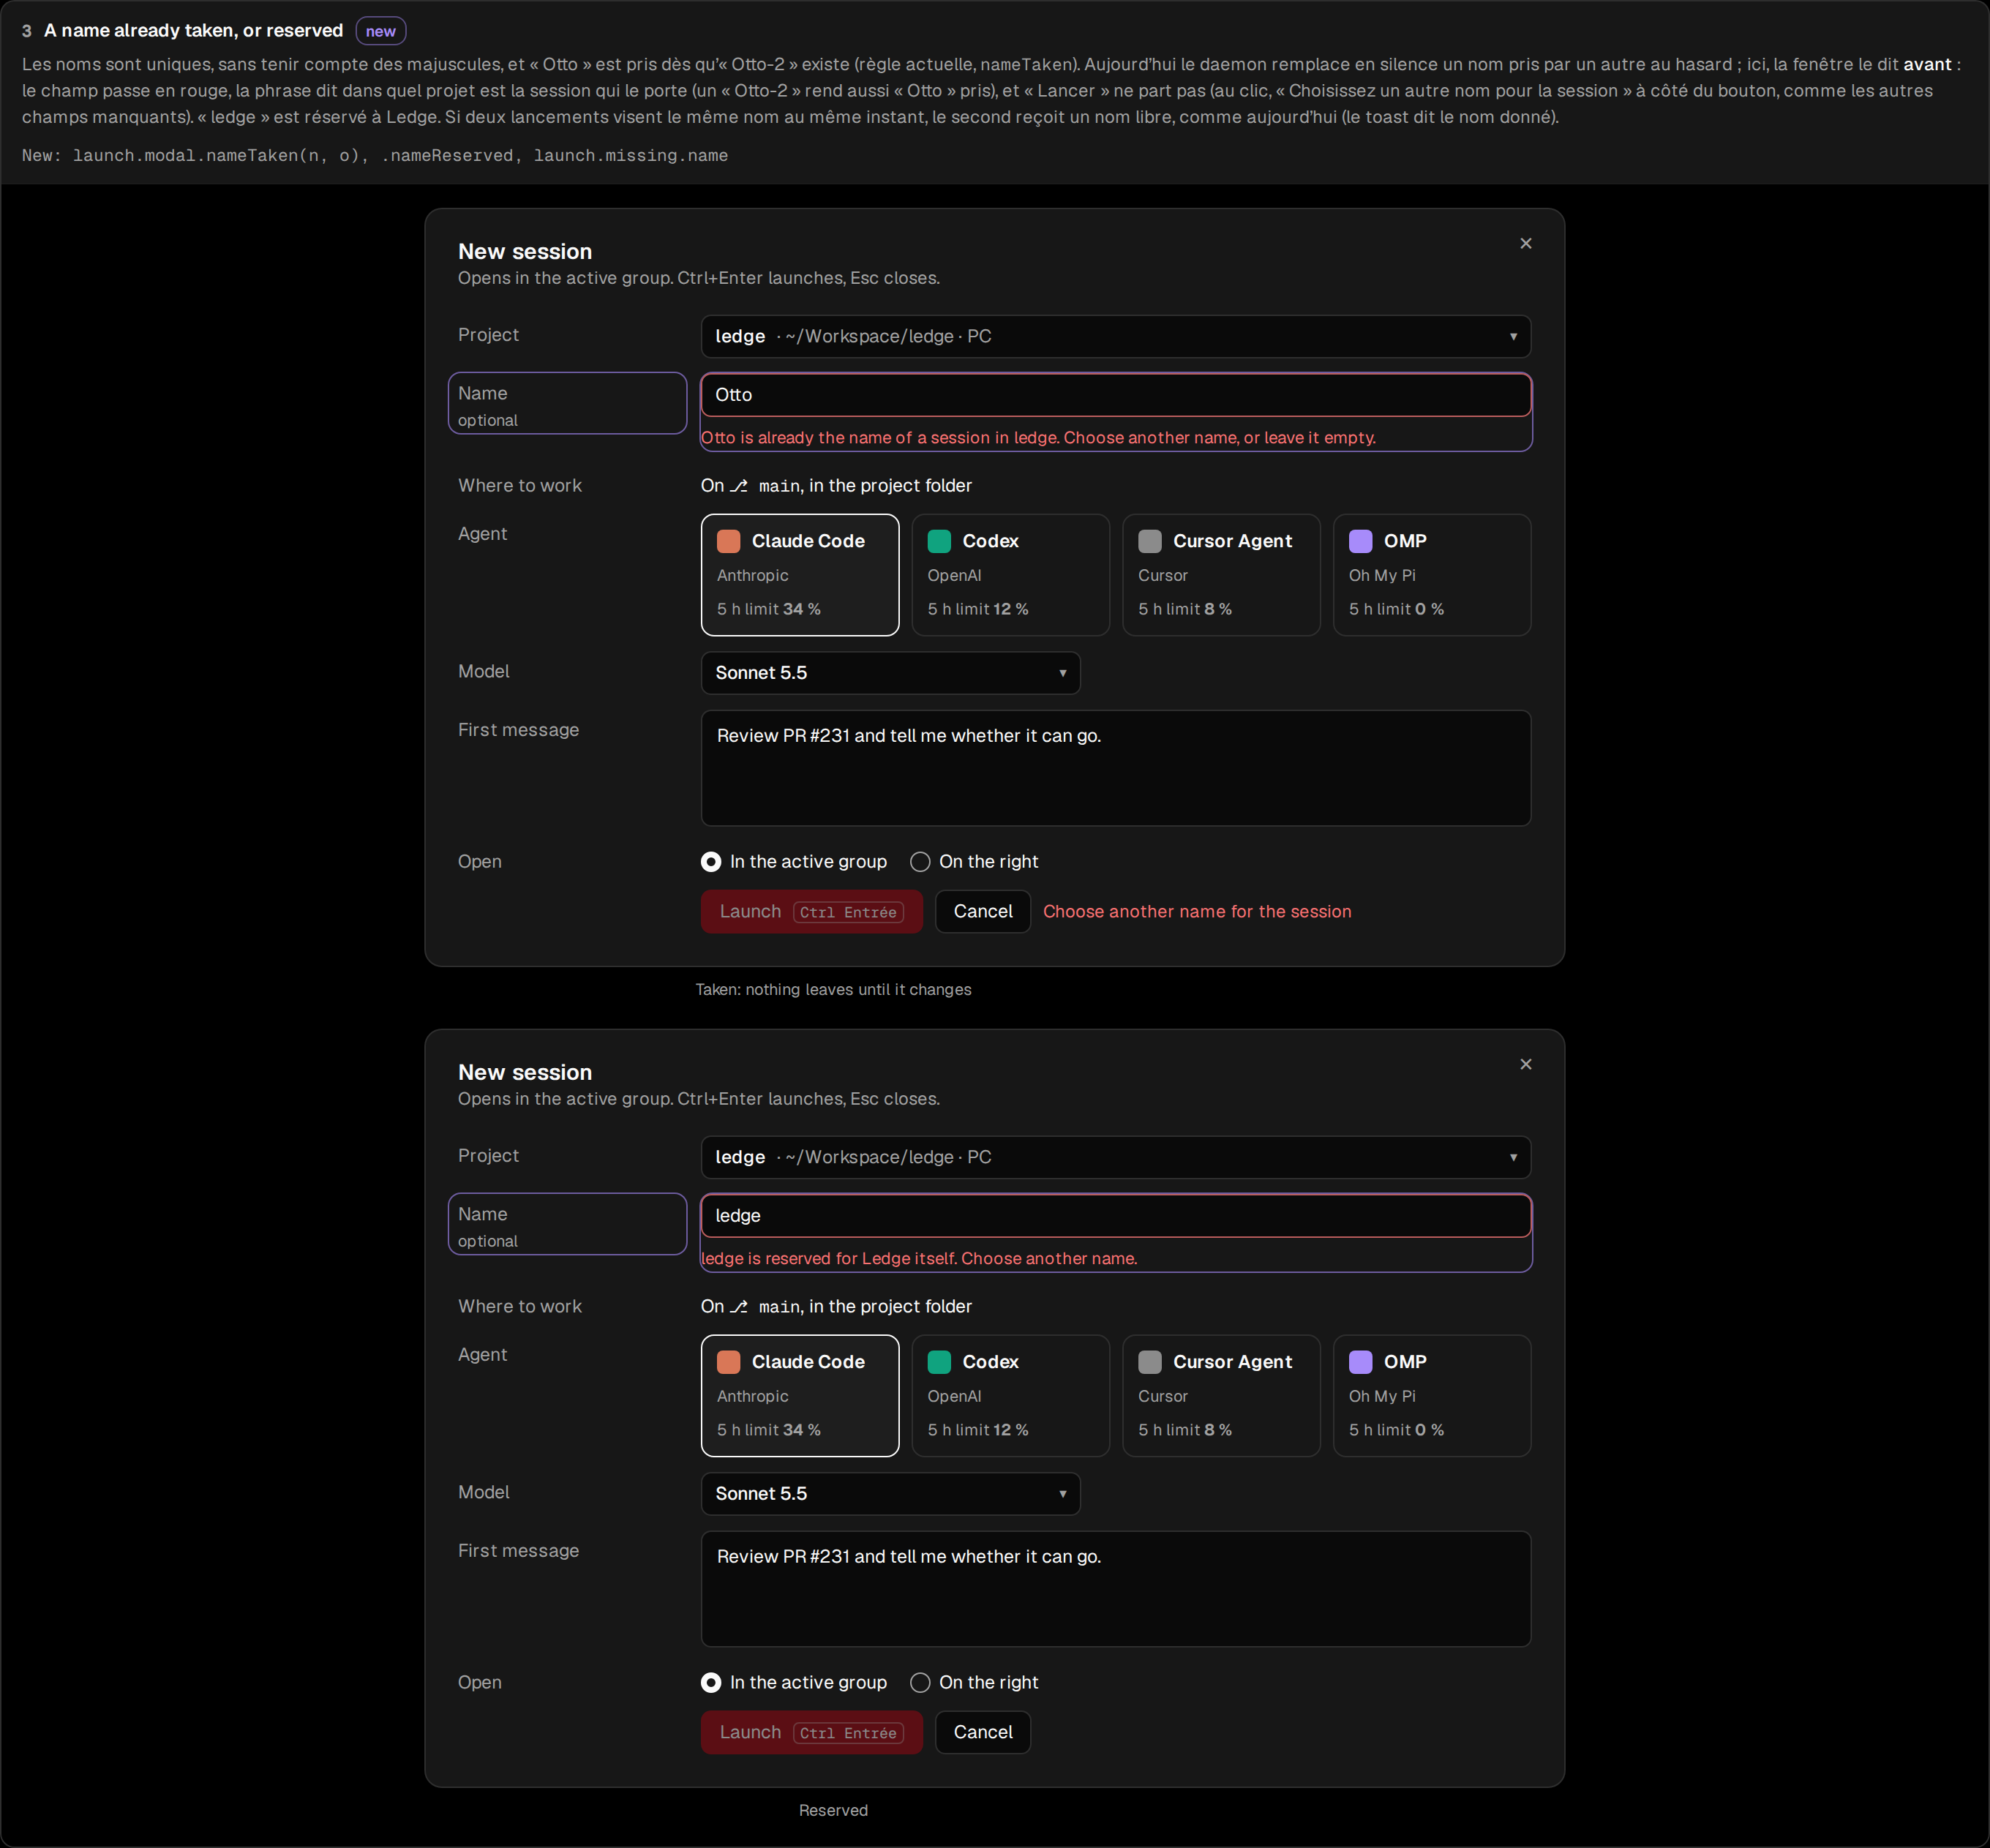 3 A name already taken, or reserved new
Les noms sont uniques, sans tenir compte des majuscules, et « Otto » est pris dès qu’« Otto-2 » existe (règle actuelle, nameTaken). Aujourd’hui le daemon remplace en silence un nom pris par un autre au hasard ; ici, la fenêtre le dit avant :
le champ passe en rouge, la phrase dit dans quel projet est la session qui le porte (un « Otto-2 » rend aussi « Otto » pris), et « Lancer » ne part pas (au clic, « Choisissez un autre nom pour la session » à côté du bouton, comme les autres
champs manquants). « ledge » est réservé à Ledge. Si deux lancements visent le même nom au même instant, le second reçoit un nom libre, comme aujourd’hui (le toast dit le nom donné).
New: launch.modal.nameTaken(n, o), .nameReserved, launch.missing.name
New session
✕
Opens in the active group. Ctrl+Enter launches, Esc closes.
Project
ledge · ~/Workspace/ledge · PC ▾
Name
optional
Otto
Otto is already the name of a session in ledge. Choose another name, or leave it empty.
Where to work
On ⎇ main, in the project folder
Agent
Claude Code
Anthropic
5 h limit 34 %
Codex
OpenAI
5 h limit 12 %
Cursor Agent
Cursor
5 h limit 8 %
OMP
Oh My Pi
5 h limit 0 %
Model
Sonnet 5.5 ▾
First message
Review PR #231 and tell me whether it can go.
Open
In the active group On the right
Launch Ctrl Entrée Cancel Choose another name for the session
Taken: nothing leaves until it changes
New session
✕
Opens in the active group. Ctrl+Enter launches, Esc closes.
Project
ledge · ~/Workspace/ledge · PC ▾
Name
optional
ledge
ledge is reserved for Ledge itself. Choose another name.
Where to work
On ⎇ main, in the project folder
Agent
Claude Code
Anthropic
5 h limit 34 %
Codex
OpenAI
5 h limit 12 %
Cursor Agent
Cursor
5 h limit 8 %
OMP
Oh My Pi
5 h limit 0 %
Model
Sonnet 5.5 ▾
First message
Review PR #231 and tell me whether it can go.
Open
In the active group On the right
Launch Ctrl Entrée Cancel
Reserved